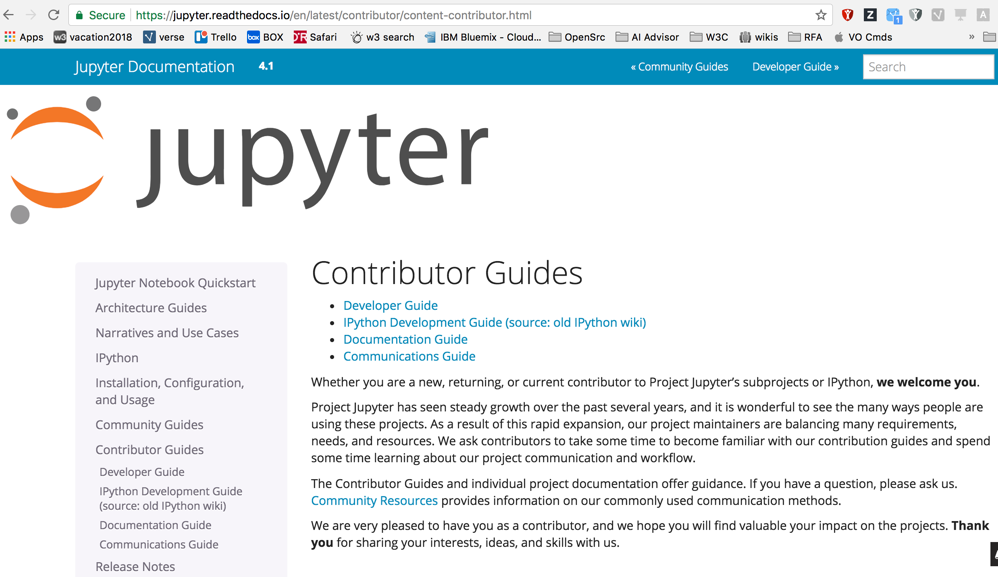 Secure
https://jupyter.readthedocs.io/en/latest/contributor/content-contributor.html
Apps
w3 vacation2018
verse
Trello
box BOX
Safari
w3 search
IBM Bluemix - Cloud...
OpenSrc
AI Advisor
W3C
wikis
RFA
VO Cmds
»
Jupyter Documentation
4.1
« Community Guides
Developer Guide »
Search
jupyter
Jupyter Notebook Quickstart
Architecture Guides
Narratives and Use Cases
IPython
Installation, Configuration,
and Usage
Community Guides
Contributor Guides
Developer Guide
IPython Development Guide
(source: old IPython wiki)
Documentation Guide
Communications Guide
Release Notes
Contributor Guides
• Developer Guide
• IPython Development Guide (source: old IPython wiki)
• Documentation Guide
• Communications Guide
Whether you are a new, returning, or current contributor to Project Jupyter’s subprojects or IPython, we welcome you.
Project Jupyter has seen steady growth over the past several years, and it is wonderful to see the many ways people are
using these projects. As a result of this rapid expansion, our project maintainers are balancing many requirements,
needs, and resources. We ask contributors to take some time to become familiar with our contribution guides and spend
some time learning about our project communication and workflow.
The Contributor Guides and individual project documentation offer guidance. If you have a question, please ask us.
Community Resources provides information on our commonly used communication methods.
We are very pleased to have you as a contributor, and we hope you will find valuable your impact on the projects. Thank
you for sharing your interests, ideas, and skills with us.